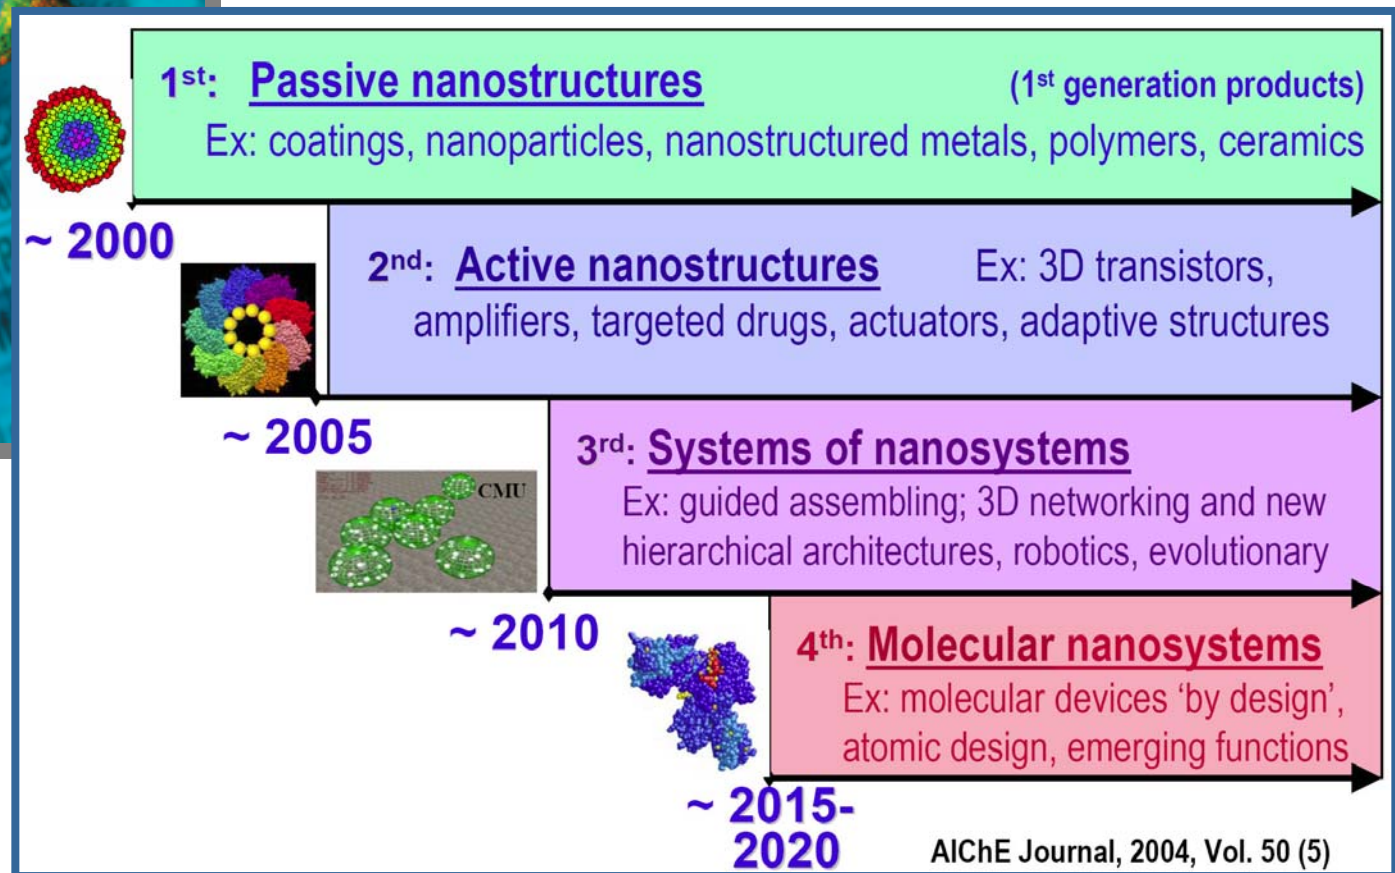 1st: Passive nanostructures (1st generation products)
Ex: coatings, nanoparticles, nanostructured metals, polymers, ceramics
~ 2000
2nd: Active nanostructures Ex: 3D transistors,
amplifiers, targeted drugs, actuators, adaptive structures
~ 2005
3rd: Systems of nanosystems
Ex: guided assembling; 3D networking and new
hierarchical architectures, robotics, evolutionary
CMU
~ 2010
4th: Molecular nanosystems
Ex: molecular devices ‘by design’,
atomic design, emerging functions
~ 2015-
2020
AIChE Journal, 2004, Vol. 50 (5)